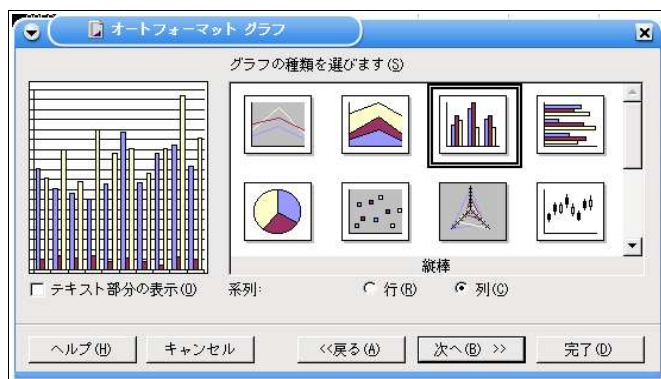 オートフォーマット グラフ
グラフの種類を選びます(S)
縦棒
テキスト部分の表示(O)
系列:
行(R)
列(C)
ヘルプ(H)
キャンセル
<<戻る(A)
次へ(B) >>
完了(D)